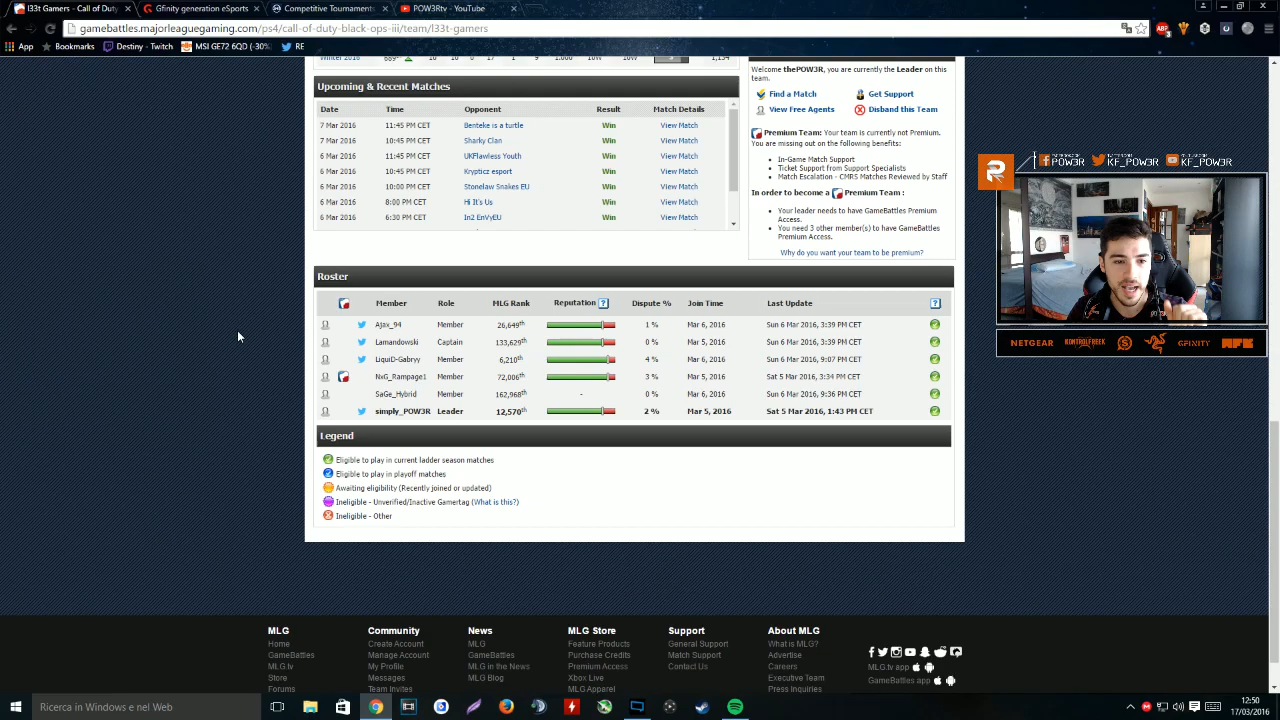 l33t Gamers - Call of Duty
Gfinity generation eSports
Competitive Tournaments
POW3Rtv - YouTube
gamebattles.majorleaguegaming.com/ps4/call-of-duty-black-ops-iii/team/l33t-gamers
App
Bookmarks
Destiny - Twitch
MSI GE72 6QD (-30%)
RE
Winter 2016
Upcoming & Recent Matches
Date Time Opponent Result Match Details
7 Mar 2016 11:45 PM CET Benteke is a turtle Win View Match
7 Mar 2016 10:45 PM CET Sharky Clan Win View Match
6 Mar 2016 11:45 PM CET UKFlawless Youth Win View Match
6 Mar 2016 10:45 PM CET Krypticz esport Win View Match
6 Mar 2016 10:00 PM CET Stonelaw Snakes EU Win View Match
6 Mar 2016 8:00 PM CET Hi It's Us Win View Match
6 Mar 2016 6:30 PM CET In2 EnVyEU Win View Match
Welcome thePOW3R, you are currently the Leader on this
team.
Find a Match Get Support
View Free Agents Disband this Team
Premium Team: Your team is currently not Premium.
You are missing out on the following benefits:
In-Game Match Support
Ticket Support from Support Specialists
Match Escalation - CMRS Matches Reviewed by Staff
In order to become a Premium Team :
Your leader needs to have GameBattles Premium
Access.
You need 3 other member(s) to have GameBattles
Premium Access.
Why do you want your team to be premium?
Roster
Member Role MLG Rank Reputation ? Dispute % Join Time Last Update ?
Ajax_94 Member 26,649th 1 % Mar 6, 2016 Sun 6 Mar 2016, 3:39 PM CET
Lamandowski Captain 133,629th 0 % Mar 5, 2016 Sun 6 Mar 2016, 3:39 PM CET
LiquiD-Gabryy Member 6,210th 4 % Mar 6, 2016 Sun 6 Mar 2016, 9:07 PM CET
NxG_Rampage1 Member 72,006th 3 % Mar 5, 2016 Sat 5 Mar 2016, 3:34 PM CET
SaGe_Hybrid Member 162,968th - 0 % Mar 6, 2016 Sun 6 Mar 2016, 9:36 PM CET
simply_POW3R Leader 12,570th 2 % Mar 5, 2016 Sat 5 Mar 2016, 1:43 PM CET
Legend
Eligible to play in current ladder season matches
Eligible to play in playoff matches
Awaiting eligibility (Recently joined or updated)
Ineligible - Unverified/Inactive Gamertag (What is this?)
Ineligible - Other
NETGEAR KONTROLFREEK GFINITY
MLG Community News MLG Store Support About MLG
Home Create Account MLG Feature Products General Support What is MLG?
GameBattles Manage Account GameBattles Purchase Credits Match Support Advertise
MLG.tv My Profile MLG in the News Premium Access Contact Us Careers
Store Messages MLG Blog Xbox Live Executive Team
Forums Team Invites MLG Apparel Press Inquiries
MLG.tv app
GameBattles app
Ricerca in Windows e nel Web
12:50
17/03/2016